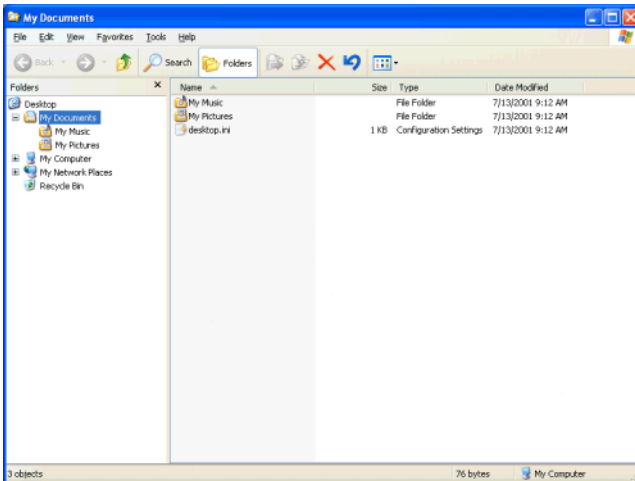 My Documents
File Edit View Favorites Tools Help
Back Search Folders
Folders x Name Size Type Date Modified
Desktop
My Documents
My Music
My Pictures
My Computer
My Network Places
Recycle Bin
My Music File Folder 7/13/2001 9:12 AM
My Pictures File Folder 7/13/2001 9:12 AM
desktop.ini 1 KB Configuration Settings 7/13/2001 9:12 AM
3 objects 76 bytes My Computer